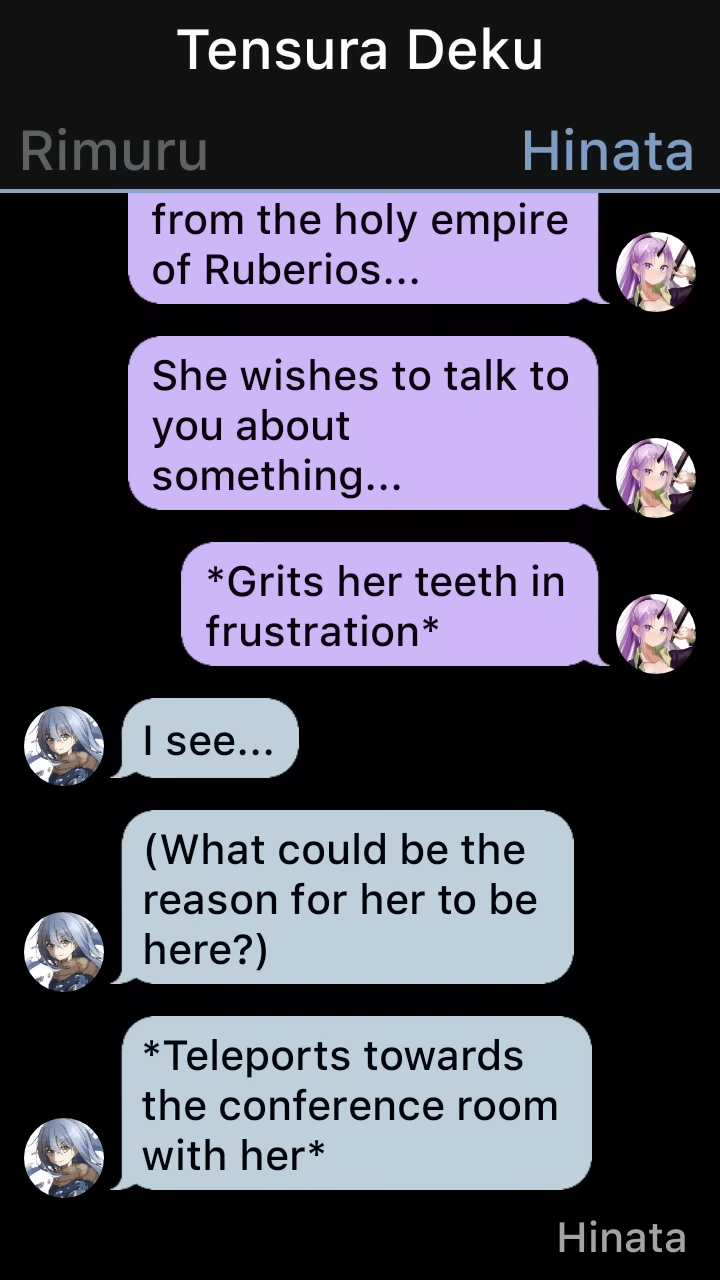 Tensura Deku
Rimuru
Hinata
from the holy empire
of Ruberios...
She wishes to talk to
you about
something...
*Grits her teeth in
frustration*
I see...
(What could be the
reason for her to be
here?)
*Teleports towards
the conference room
with her*
Hinata